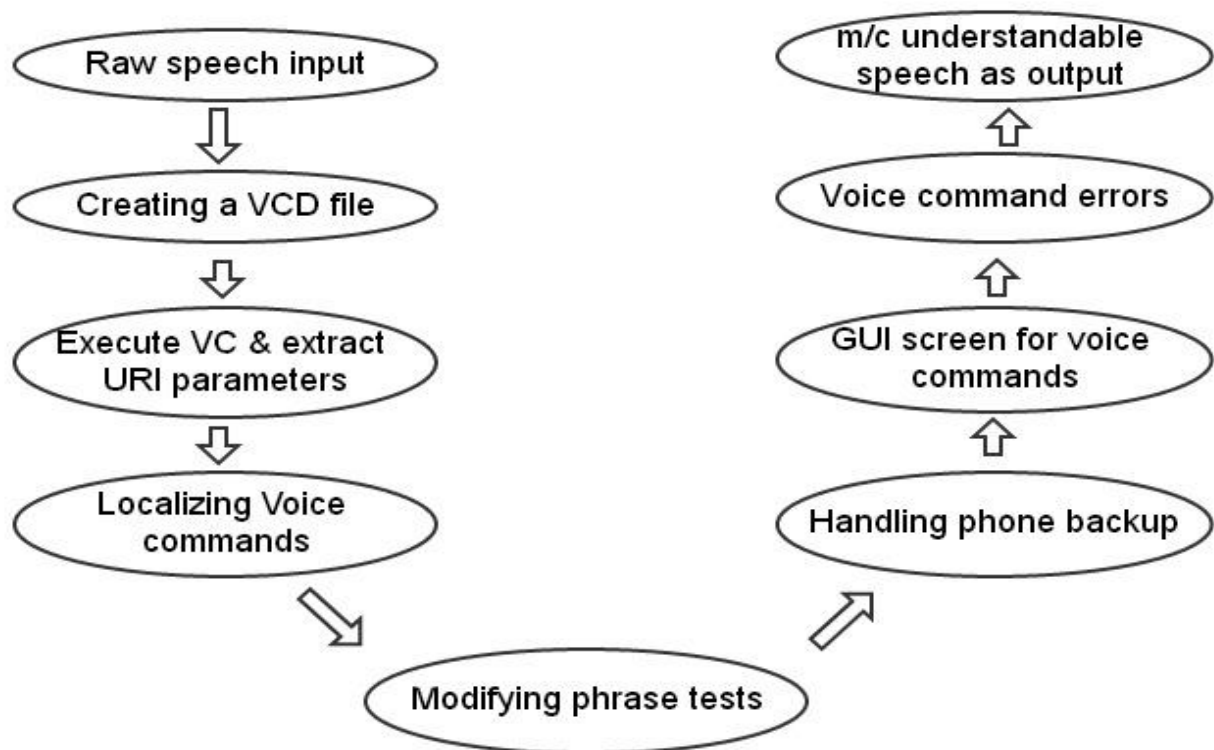 Raw speech input
Creating a VCD file
Execute VC & extract
URI parameters
Localizing Voice
commands
Modifying phrase tests
Handling phone backup
GUI screen for voice
commands
Voice command errors
m/c understandable
speech as output